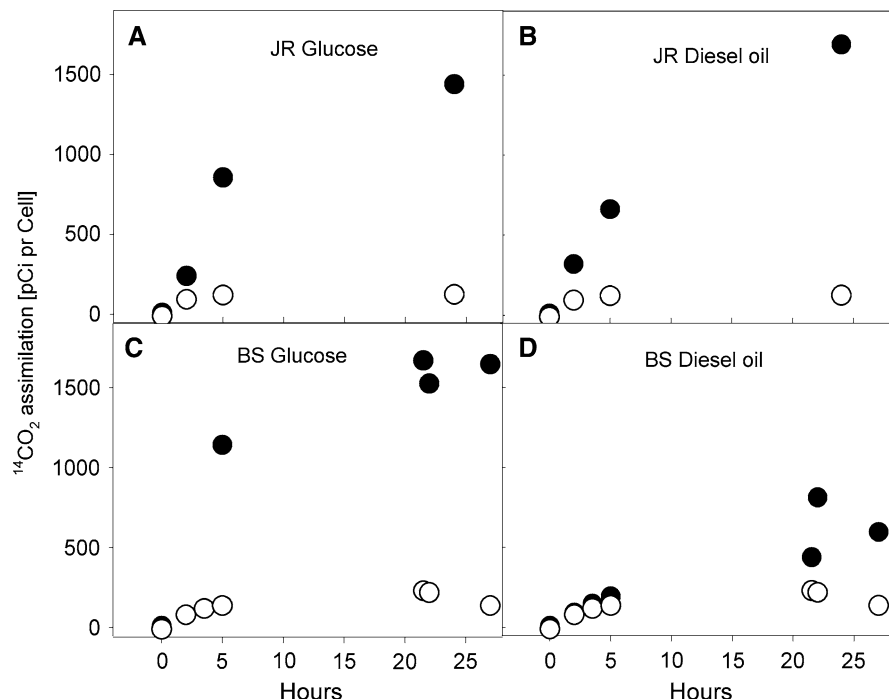 A
JR Glucose
B
JR Diesel oil
1500
1000
500
0
C
BS Glucose
D
BS Diesel oil
1500
1000
500
0
¹⁴CO₂ assimilation [pCi pr Cell]
0 5 10 15 20 25
0 5 10 15 20 25
Hours
Hours